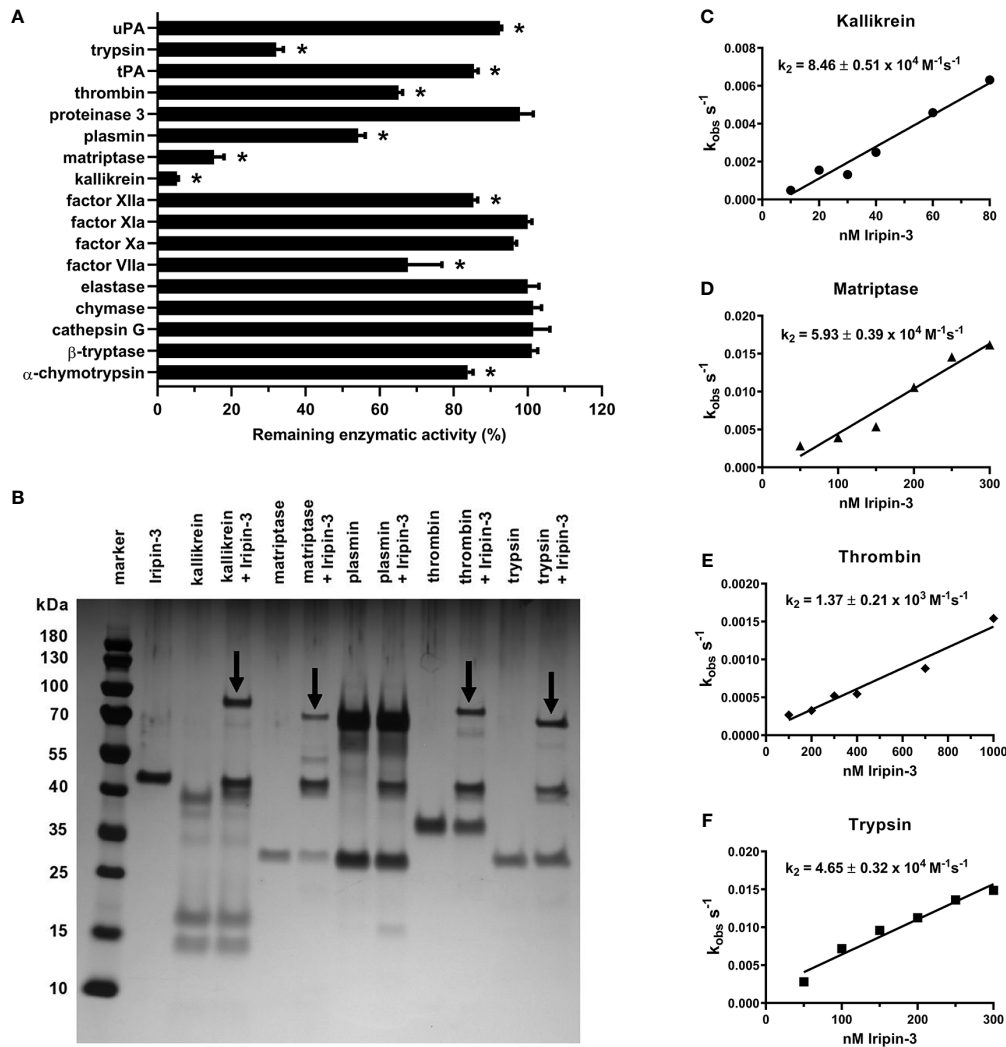 A
uPA
trypsin
tPA
thrombin
proteinase 3
plasmin
matriptase
kallikrein
factor XIIa
factor XIa
factor Xa
factor VIIa
elastase
chymase
cathepsin G
β-tryptase
α-chymotrypsin
*
*
*
*
*
*
*
*
*
*
0 20 40 60 80 100 120
Remaining enzymatic activity (%)
B
marker
Iripin-3
kallikrein
kallikrein
+ Iripin-3
matriptase
matriptase
+ Iripin-3
plasmin
plasmin
+ Iripin-3
thrombin
thrombin
+ Iripin-3
trypsin
trypsin
+ Iripin-3
kDa
180
130
100
70
55
40
35
25
15
10
C
Kallikrein
k2 = 8.46 ± 0.51 x 10^4 M^-1s^-1
kobs s^-1
0.008
0.006
0.004
0.002
0.000
0 20 40 60 80
nM Iripin-3
D
Matriptase
k2 = 5.93 ± 0.39 x 10^4 M^-1s^-1
kobs s^-1
0.020
0.015
0.010
0.005
0.000
0 100 200 300
nM Iripin-3
E
Thrombin
k2 = 1.37 ± 0.21 x 10^3 M^-1s^-1
kobs s^-1
0.0020
0.0015
0.0010
0.0005
0.0000
0 200 400 600 800 1000
nM Iripin-3
F
Trypsin
k2 = 4.65 ± 0.32 x 10^4 M^-1s^-1
kobs s^-1
0.020
0.015
0.010
0.005
0.000
0 100 200 300
nM Iripin-3